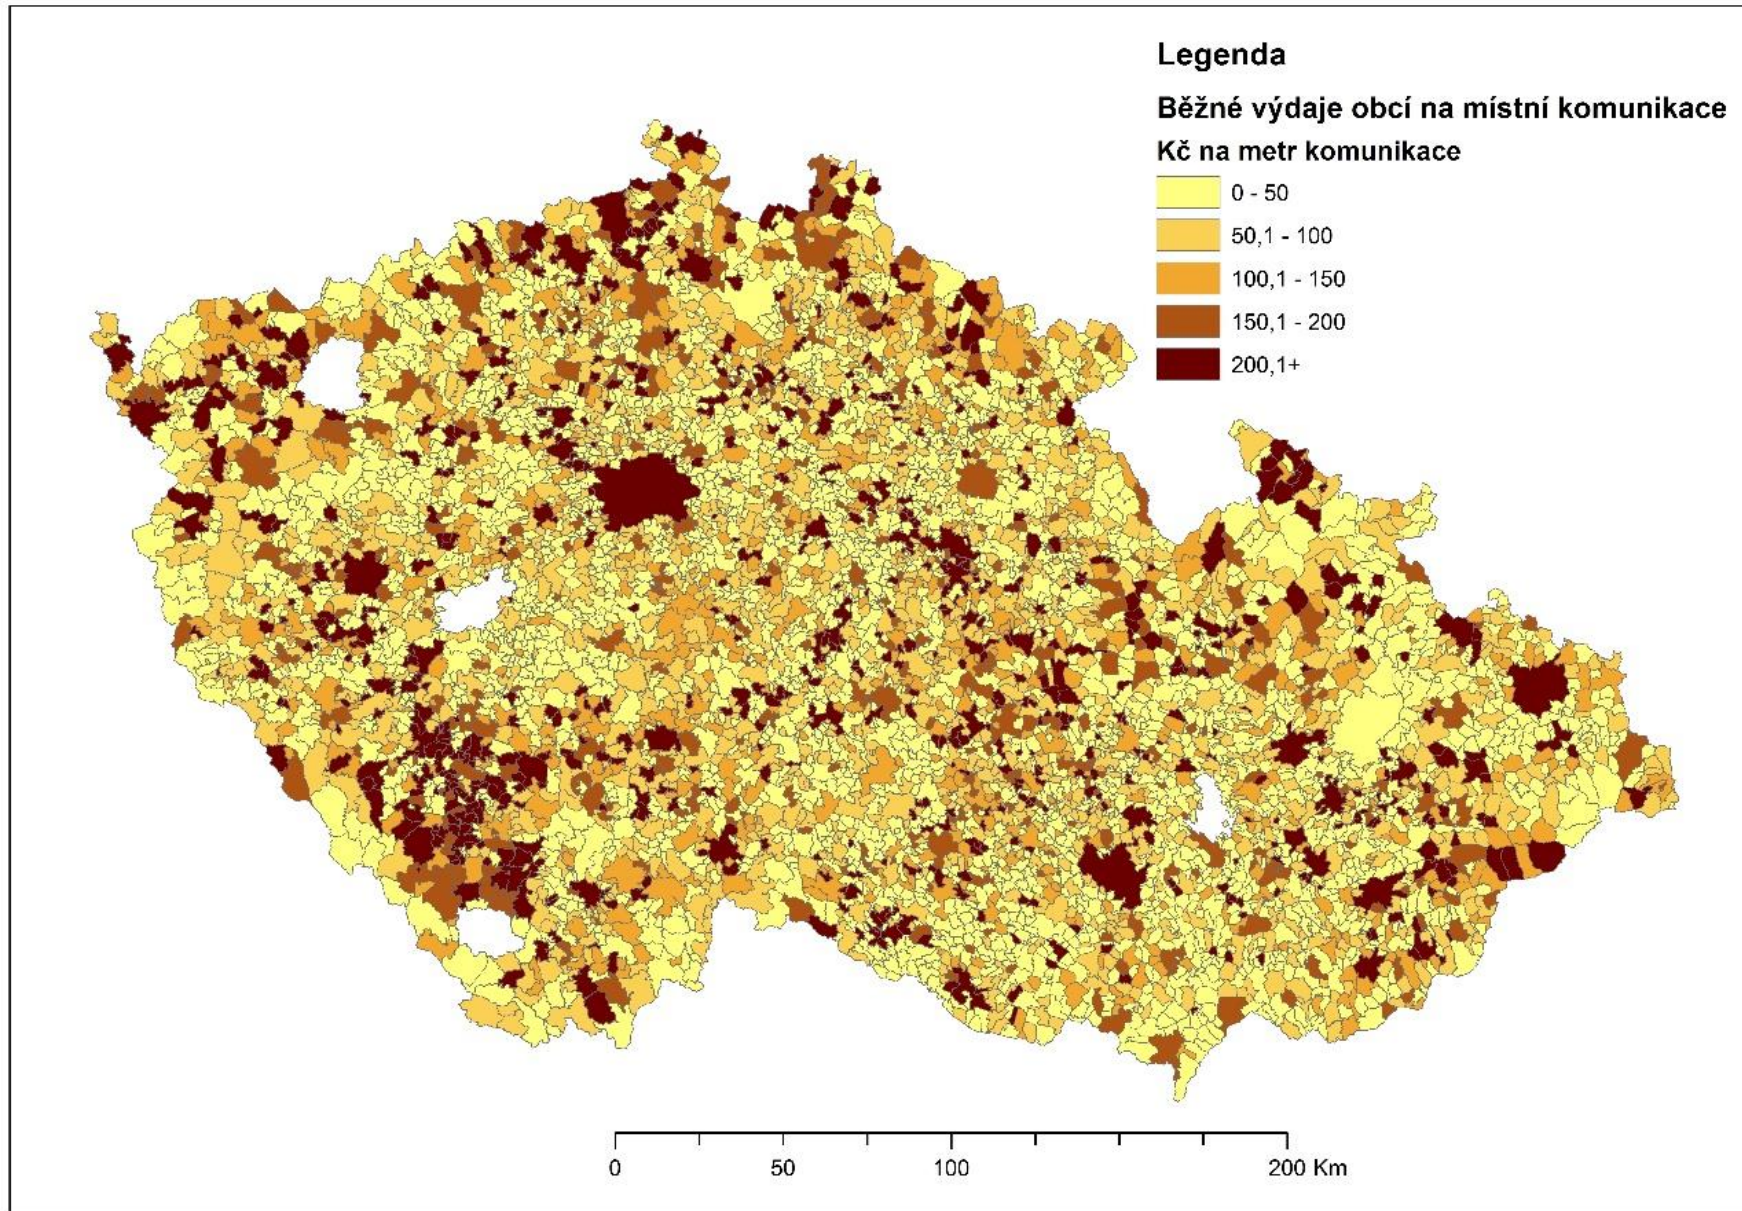 Legenda
Běžné výdaje obcí na místní komunikace
Kč na metr komunikace
0 - 50
50,1 - 100
100,1 - 150
150,1 - 200
200,1+
0 50 100 200 Km